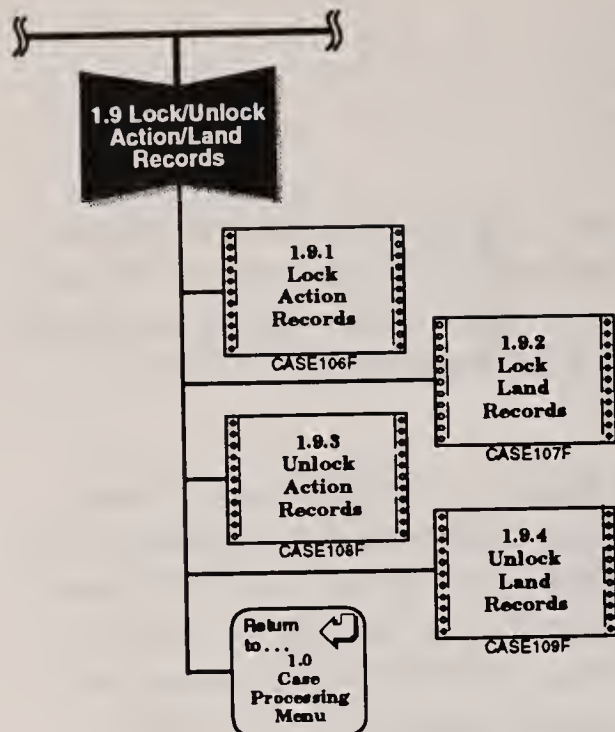 1.9 Lock/Unlock
Action/Land
Records
1.9.1
Lock
Action
Records
CASE106F
1.9.2
Lock
Land
Records
CASE107F
1.9.3
Unlock
Action
Records
CASE108F
1.9.4
Unlock
Land
Records
CASE109F
Return
to...
1.0
Case
Processing
Menu